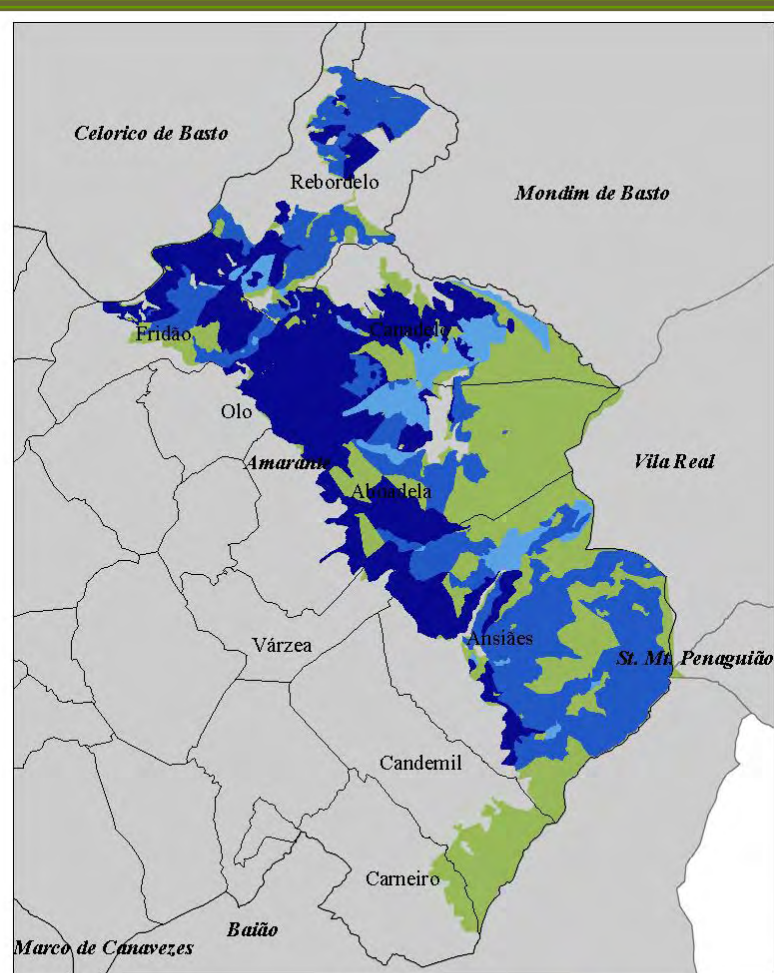 Celorico de Basto
Rebordelo
Mondim de Basto
Fridão
Canadelo
Olo
Amarante
Vila Real
Aboadela
Várzea
Ansiães
St. Mt. Penaguião
Candemil
Carneiro
Baião
Marco de Canavezes